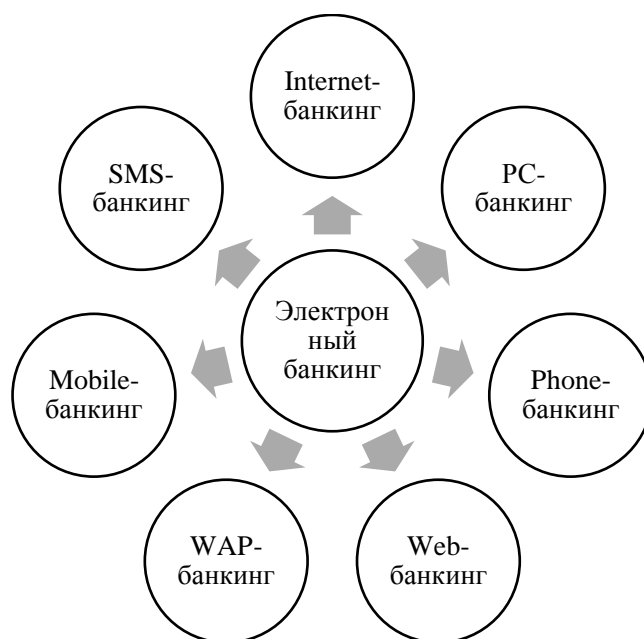 Internet-
банкинг
PC-
банкинг
Phone-
банкинг
Web-
банкинг
WAP-
банкинг
Mobile-
банкинг
SMS-
банкинг
Электрон
ный
банкинг